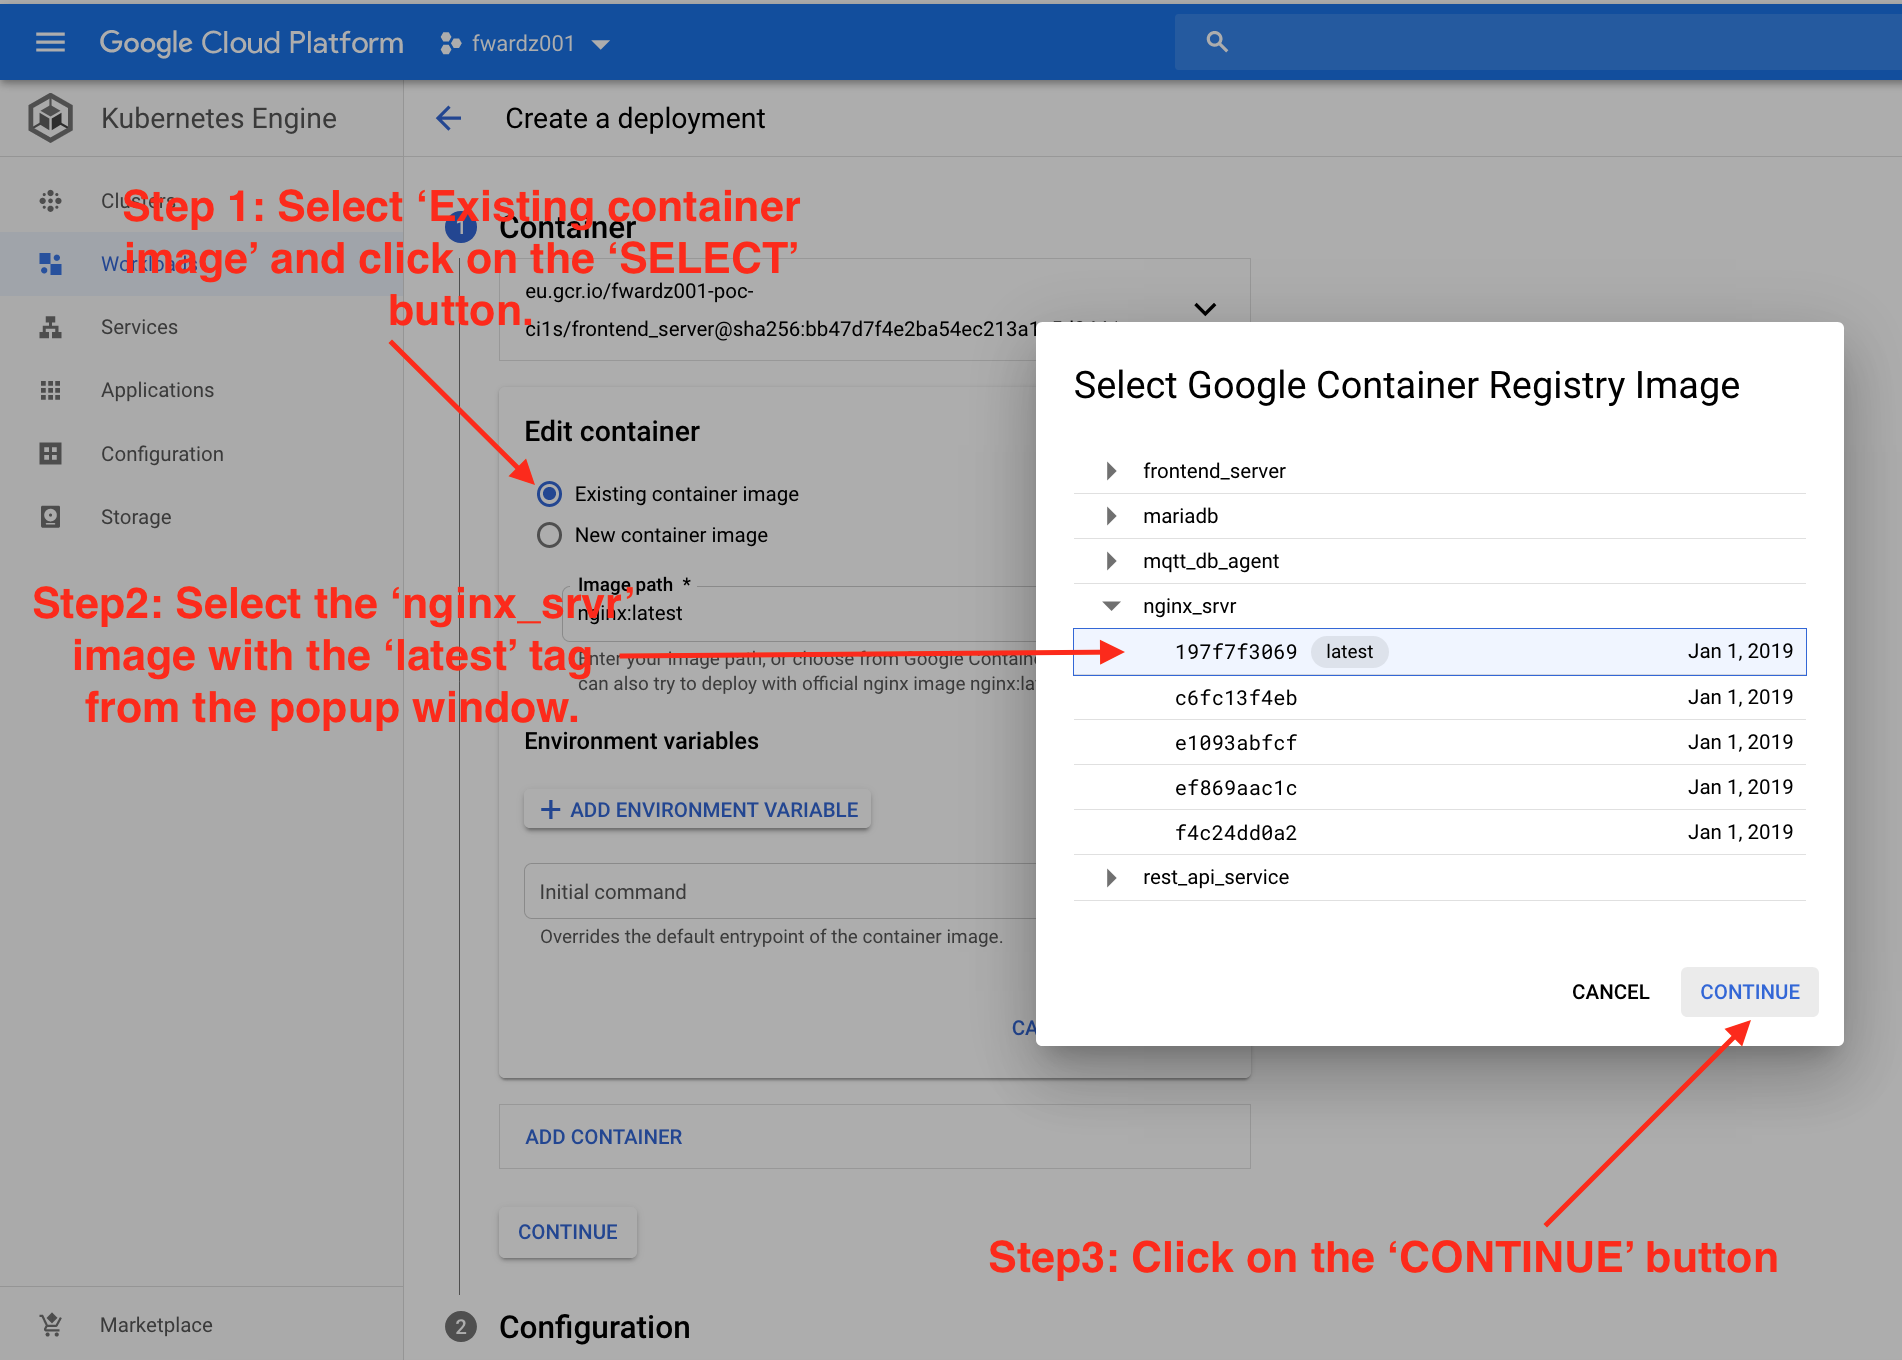 Google Cloud Platform
fwardz001
Kubernetes Engine
Create a deployment
Clusters
Workloads
Services
Applications
Configuration
Storage
Marketplace
Step 1: Select ‘Existing container
image’ and click on the ‘SELECT’
button.
1
Container
eu.gcr.io/fwardz001-poc-
ci1s/frontend_server@sha256:bb47d7f4e2ba54ec213a1
Edit container
Existing container image
New container image
Image path *
nginx:latest
Enter your image path, or choose from Google Containe
can also try to deploy with official nginx image nginx:la
Step2: Select the ‘nginx_srvr’
image with the ‘latest’ tag
from the popup window.
Environment variables
ADD ENVIRONMENT VARIABLE
Initial command
Overrides the default entrypoint of the container image.
CA
ADD CONTAINER
CONTINUE
2
Configuration
Select Google Container Registry Image
frontend_server
mariadb
mqtt_db_agent
nginx_srvr
197f7f3069 latest Jan 1, 2019
c6fc13f4eb Jan 1, 2019
e1093abfcf Jan 1, 2019
ef869aac1c Jan 1, 2019
f4c24dd0a2 Jan 1, 2019
rest_api_service
CANCEL
CONTINUE
Step3: Click on the ‘CONTINUE’ button